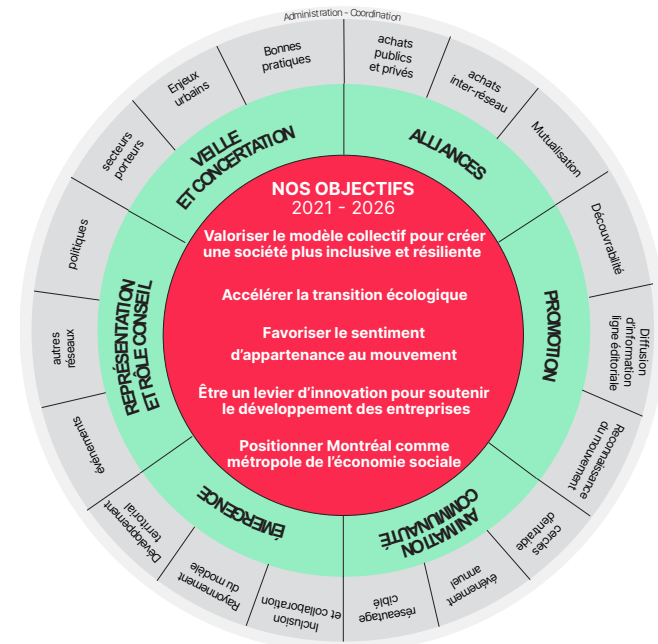 Administration - Coordination
NOS OBJECTIFS
2021 - 2026
Valoriser le modèle collectif pour créer
une société plus inclusive et résiliente
Accélérer la transition écologique
Favoriser le sentiment
d'appartenance au mouvement
Être un levier d'innovation pour soutenir
le développement des entreprises
Positionner Montréal comme
métropole de l'économie sociale
ALLIANCES
achats
publics
et privés
achats
inter-réseau
Mutualisation
PROMOTION
Découvrabilité
Diffusion
d'information
ligne éditoriale
Reconnaissance
du mouvement
ANIMATION
COMMUNAUTÉ
cercles
d'entraide
événement
annuel
réseautage
ciblé
ÉMERGENCE
Inclusion
et collaboration
Rayonnement
du modèle
Développement
territorial
REPRÉSENTATION
ET RÔLE CONSEIL
événements
autres
réseaux
politiques
VEILLE
ET CONCERTATION
secteurs
porteurs
Enjeux
urbains
Bonnes
pratiques